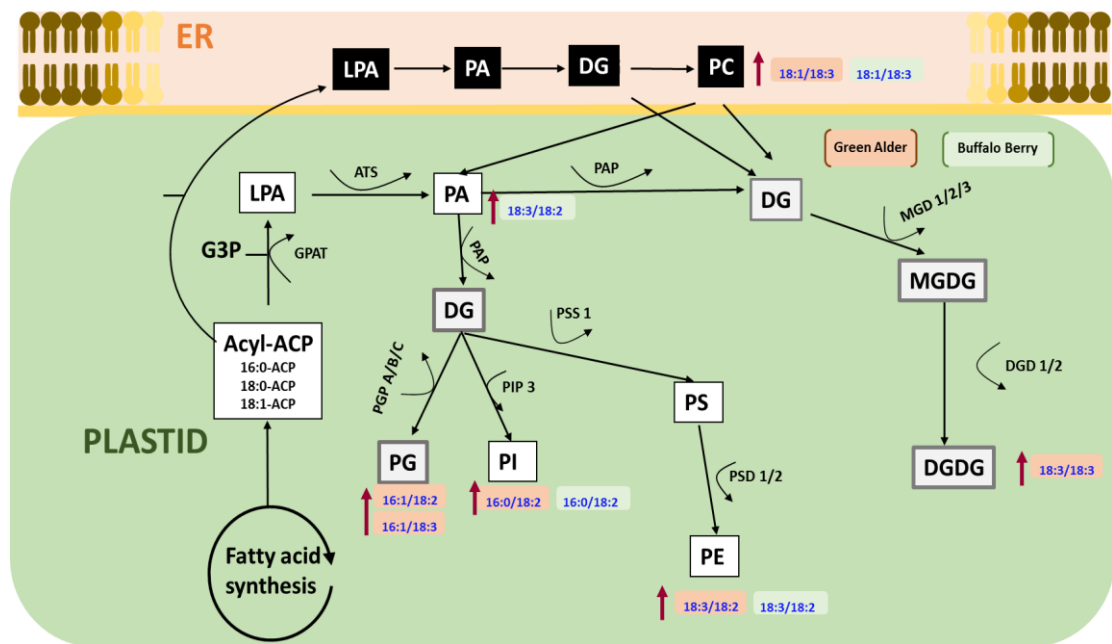 ER
LPA
PA
DG
PC
18:1/18:3
18:1/18:3
Green Alder
Buffalo Berry
ATS
PAP
LPA
PA
DG
MGD 1/2/3
18:3/18:2
G3P
GPAT
PAP
MGDG
DG
PSS 1
Acyl-ACP
16:0-ACP
18:0-ACP
18:1-ACP
PGP A/B/C
PIP 3
DGD 1/2
PS
PLASTID
PG
PI
PSD 1/2
DGDG
18:3/18:3
16:1/18:2
16:0/18:2
16:0/18:2
16:1/18:3
Fatty acid
synthesis
PE
18:3/18:2
18:3/18:2